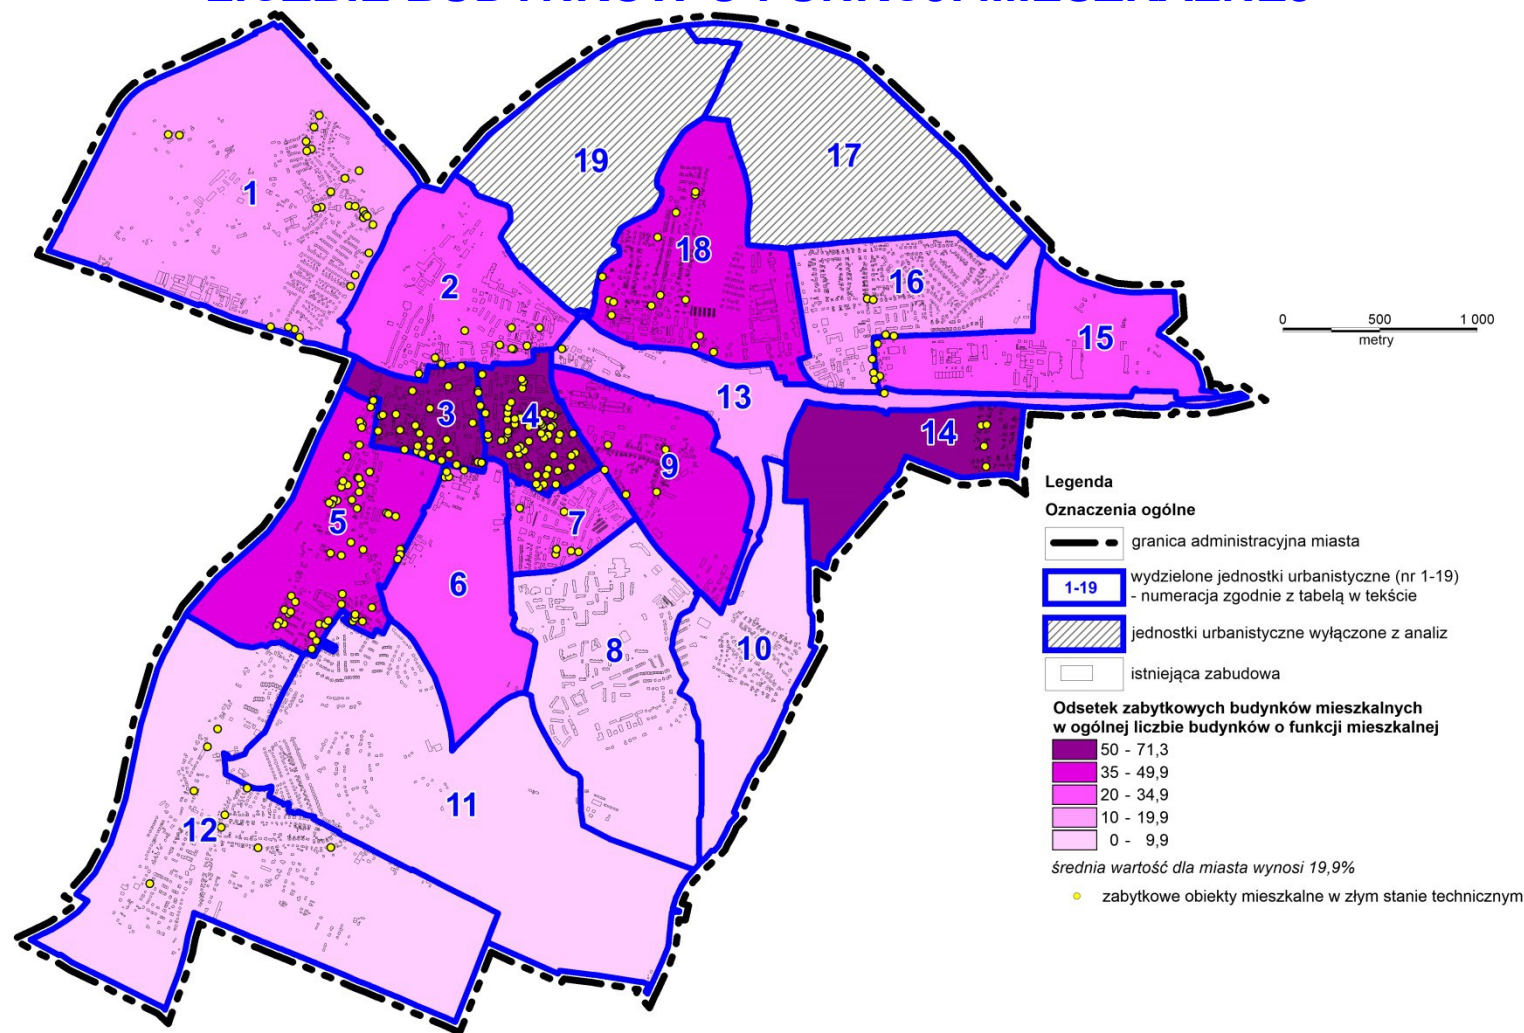 LICZBIE BUDYNKÓW O FUNKCJI MIESZKALNEJ
19
17
1
18
2
16
15
0 500 1 000
metry
13
3
4
14
9
5
7
6
8
10
11
12
Legenda
Oznaczenia ogólne
granica administracyjna miasta
1-19
wydzielone jednostki urbanistyczne (nr 1-19)
- numeracja zgodnie z tabelą w tekście
jednostki urbanistyczne wyłączone z analiz
istniejąca zabudowa
Odsetek zabytkowych budynków mieszkalnych
w ogólnej liczbie budynków o funkcji mieszkalnej
50 - 71,3
35 - 49,9
20 - 34,9
10 - 19,9
0 - 9,9
średnia wartość dla miasta wynosi 19,9%
zabytkowe obiekty mieszkalne w złym stanie technicznym